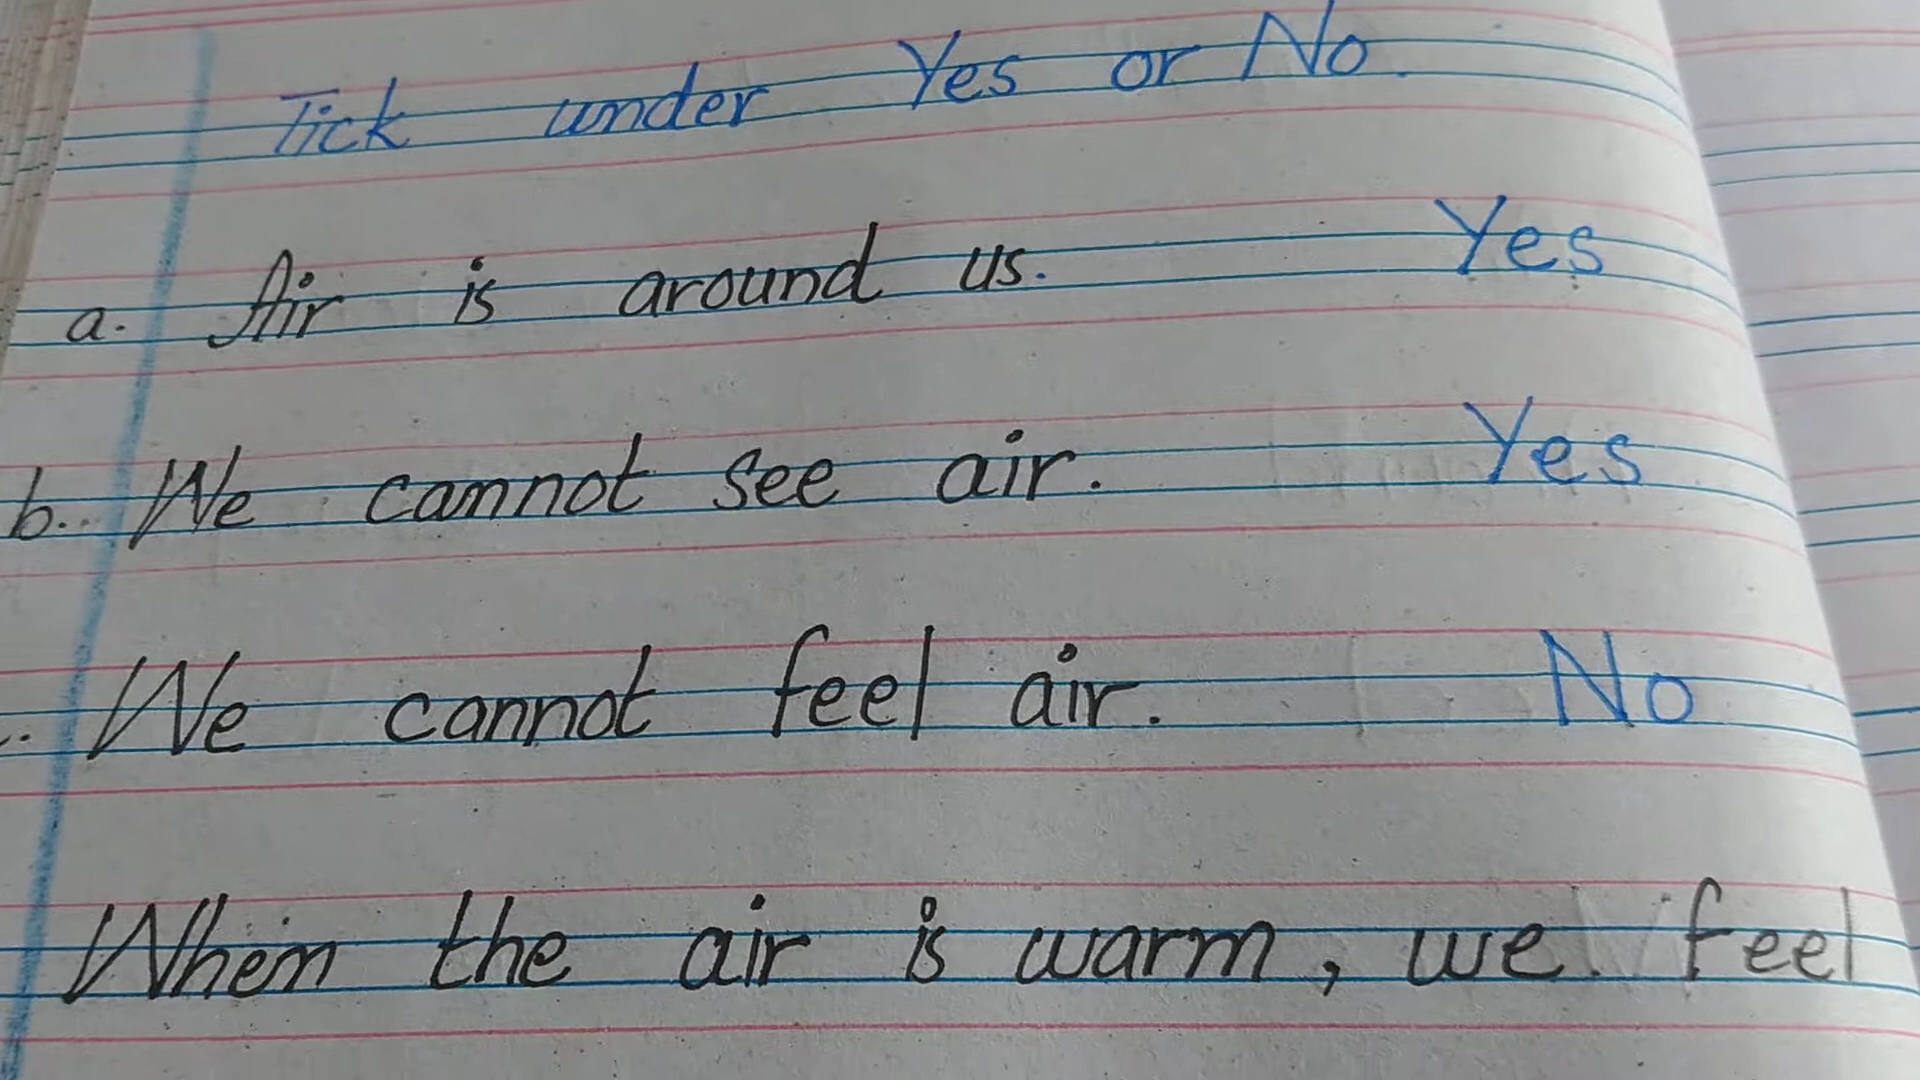 Tick under Yes or No.
a. Air is around us. Yes
b. We cannot see air. Yes
We cannot feel air. No
When the air is warm, we feel